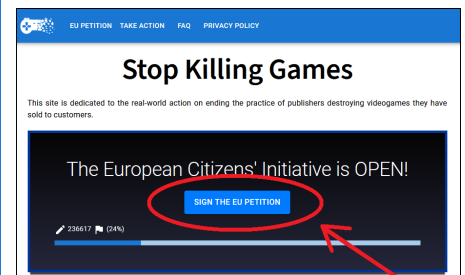 EU PETITION TAKE ACTION FAQ PRIVACY POLICY
Stop Killing Games
This site is dedicated to the real-world action on ending the practice of publishers destroying videogames they have
sold to customers.
The European Citizens' Initiative is OPEN!
SIGN THE EU PETITION
236617 (24%)